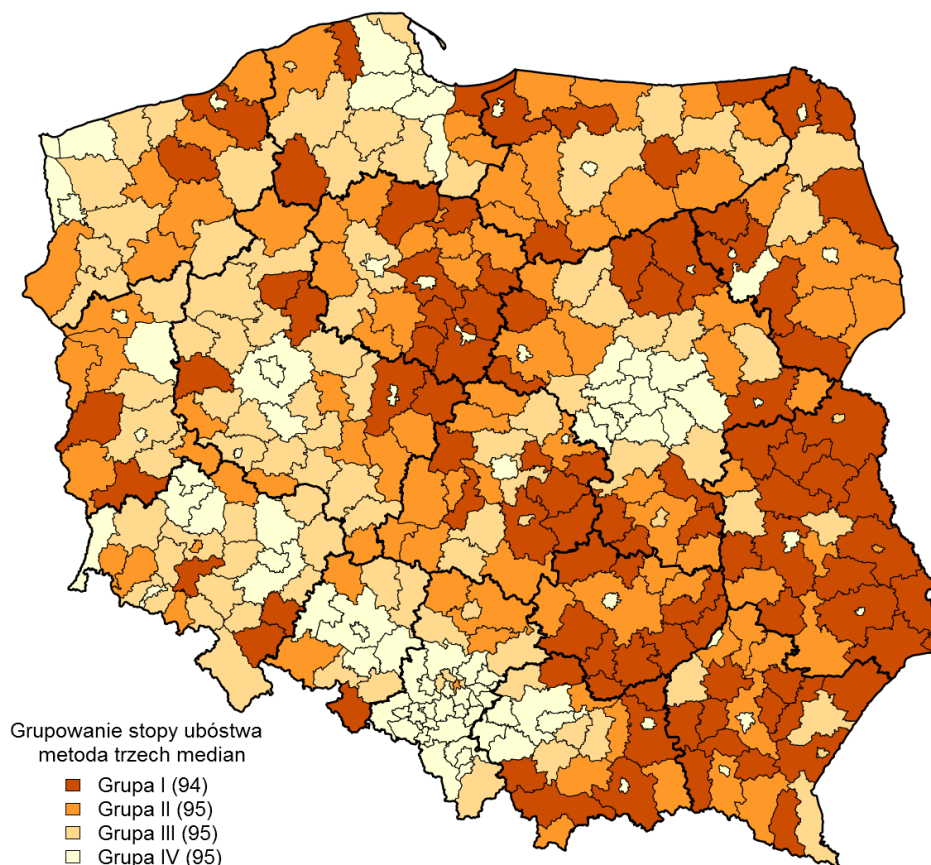 Grupowanie stopy ubóstwa
metoda trzech median
Grupa I (94)
Grupa II (95)
Grupa III (95)
Grupa IV (95)